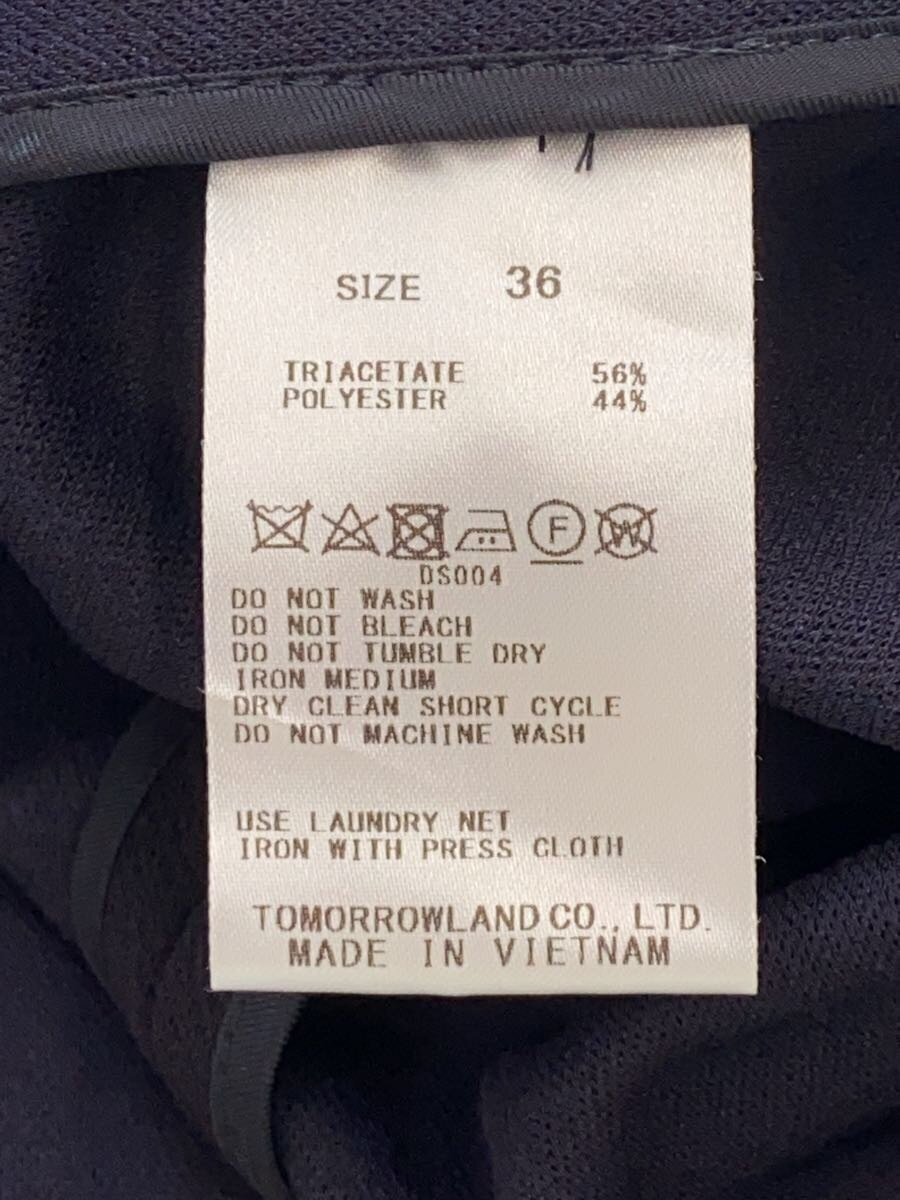 SIZE 36
TRIACETATE 56%
POLYESTER 44%
F W
DS004
DO NOT WASH
DO NOT BLEACH
DO NOT TUMBLE DRY
IRON MEDIUM
DRY CLEAN SHORT CYCLE
DO NOT MACHINE WASH
USE LAUNDRY NET
IRON WITH PRESS CLOTH
TOMORROWLAND CO., LTD.
MADE IN VIETNAM